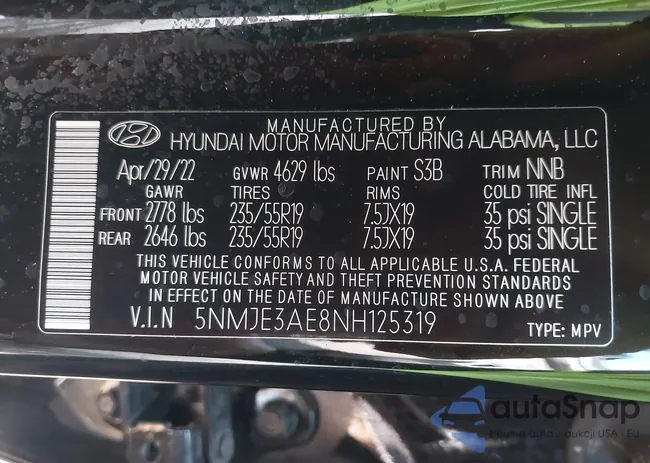 MANUFACTURED BY
HYUNDAI MOTOR MANUFACTURING ALABAMA, LLC
Apr/29/22 GVWR 4629 lbs PAINT S3B TRIM NNB
GAWR TIRES RIMS COLD TIRE INFL
FRONT 2778 lbs 235/55R19 7.5JX19 35 psi SINGLE
REAR 2646 lbs 235/55R19 7.5JX19 35 psi SINGLE
THIS VEHICLE CONFORMS TO ALL APPLICABLE U.S.A. FEDERAL
MOTOR VEHICLE SAFETY AND THEFT PREVENTION STANDARDS
IN EFFECT ON THE DATE OF MANUFACTURE SHOWN ABOVE
V.I.N 5NMJE3AE8NH125319 TYPE: MPV
autoSnap
z aukcji USA - EU